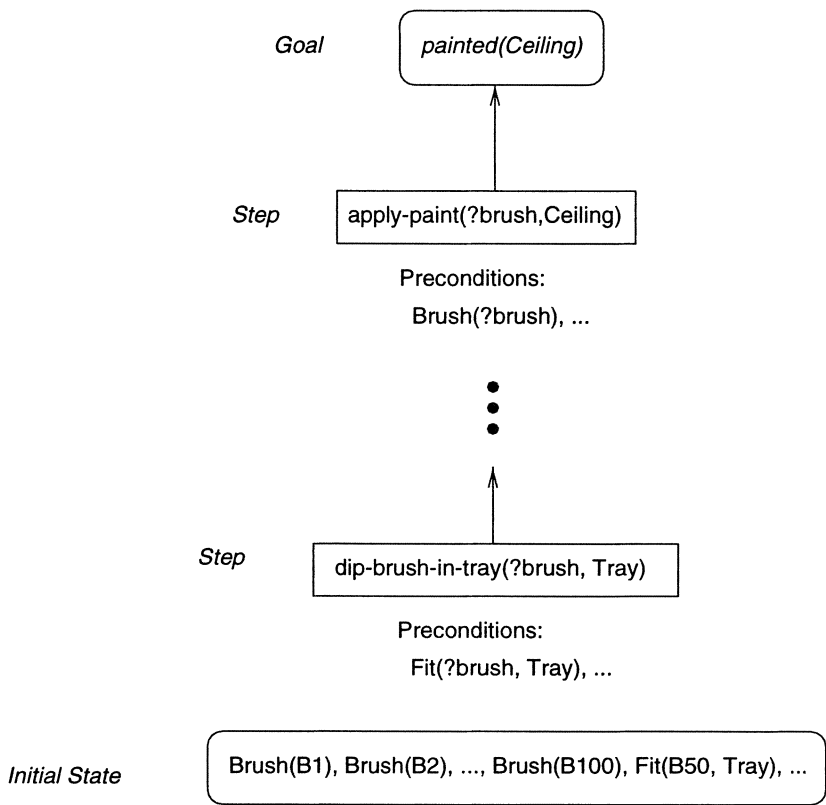 Goal painted(Ceiling)
Step apply-paint(?brush,Ceiling)
Preconditions:
Brush(?brush), ...
Step dip-brush-in-tray(?brush, Tray)
Preconditions:
Fit(?brush, Tray), ...
Initial State Brush(B1), Brush(B2), ..., Brush(B100), Fit(B50, Tray), ...